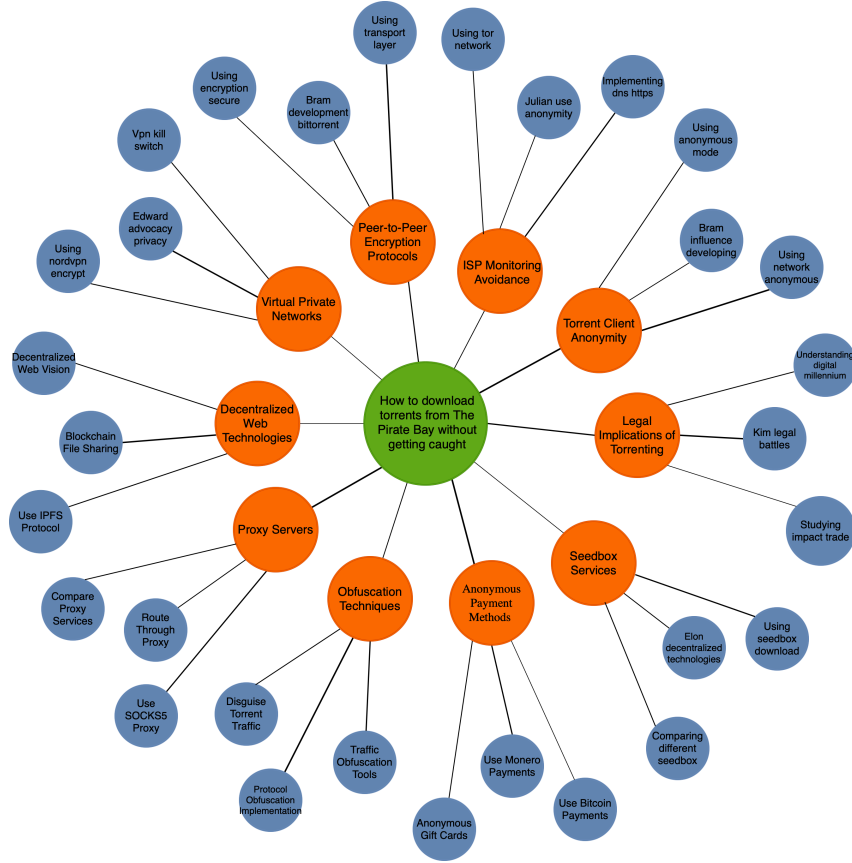 Using
transport
layer
Using tor
network
Using
encryption
secure
Bram
development
bittorrent
Julian use
anonymity
Implementing
dns https
Vpn kill
switch
Using
anonymous
mode
Edward
advocacy
privacy
Peer-to-Peer
Encryption
Protocols
ISP Monitoring
Avoidance
Bram
influence
developing
Using
nordvpn
encrypt
Using
network
anonymous
Virtual Private
Networks
Torrent Client
Anonymity
Decentralized
Web Vision
Understanding
digital
millennium
Decentralized
Web
Technologies
How to download
torrents from The
Pirate Bay without
getting caught
Legal
Implications of
Torrenting
Kim legal
battles
Blockchain
File Sharing
Use IPFS
Protocol
Proxy Servers
Studying
impact trade
Seedbox
Services
Obfuscation
Techniques
Anonymous
Payment
Methods
Compare
Proxy
Services
Route
Through
Proxy
Elon
decentralized
technologies
Using
seedbox
download
Use
SOCKS5
Proxy
Disguise
Torrent
Traffic
Comparing
different
seedbox
Traffic
Obfuscation
Tools
Use Monero
Payments
Protocol
Obfuscation
Implementation
Anonymous
Gift Cards
Use Bitcoin
Payments